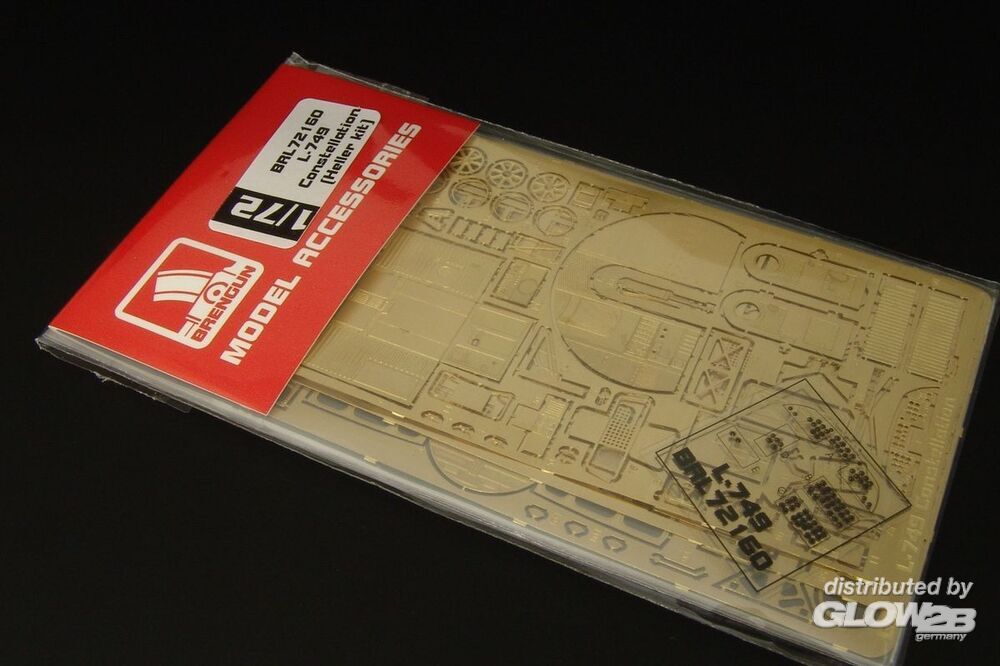 BRL72160
L-749
Constellation
(Heller kit)
1/72
BRENGUN
MODEL ACCESSORIES
L-749
BRL72160
L-749 Constellation
distributed by
GLOW2B
germany